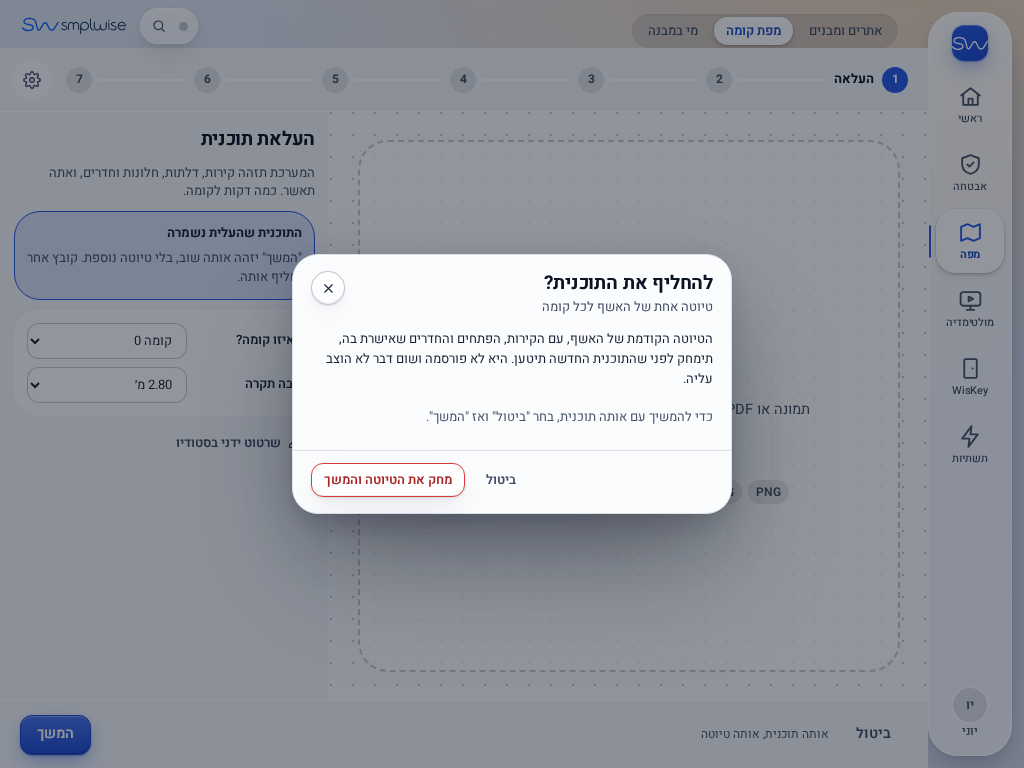 smplwise
אתרים ומבנים
מפת קומה
מי במבנה
1 העלאה
2
3
4
5
6
7
ראשי
אבטחה
מפה
מולטימדיה
WisKey
תשתיות
יו
יוני
העלאת תוכנית
המערכת תזהה קירות, דלתות, חלונות וחדרים, ואתה
תאשר. כמה דקות לקומה.
התוכנית שהעלית נשמרה
"המשך" יזהה אותה שוב, בלי טיוטה נוספת. קובץ אחר
קומה?
קומה 0
תקרה
2.80 מ'
שרטוט ידני בסטודיו
תמונה או PDF
PNG
להחליף את התוכנית?
טיוטה אחת של האשף לכל קומה
הטיוטה הקודמת של האשף, עם הקירות, הפתחים והחדרים שאישרת בה,
תימחק לפני שהתוכנית החדשה תיטען. היא לא פורסמה ושום דבר לא הוצב
עליה.
כדי להמשיך עם אותה תוכנית, בחר "ביטול" ואז "המשך".
ביטול
מחק את הטיוטה והמשך
ביטול
אותה תוכנית, אותה טיוטה
המשך